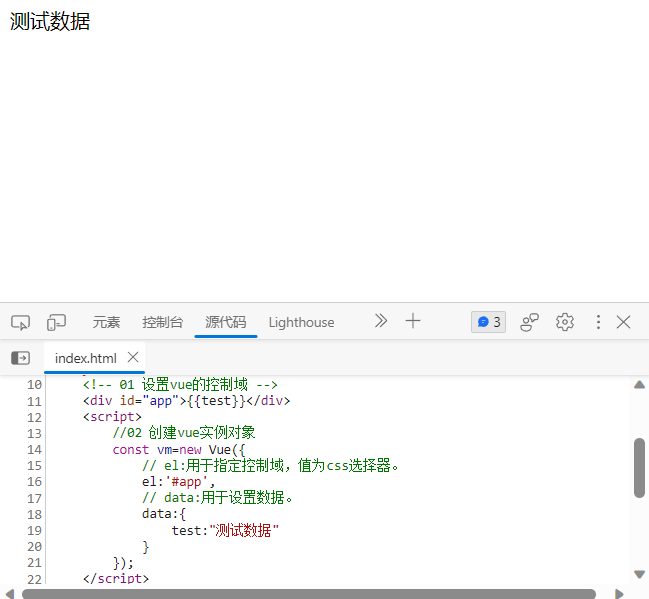 测试数据
元素 控制台 源代码 Lighthouse 3
index.html
10 <!-- 01 设置vue的控制域 -->
11 <div id="app">{{test}}</div>
12 <script>
13 //02 创建vue实例对象
14 const vm=new Vue({
15 // el:用于指定控制域，值为css选择器。
16 el:'#app',
17 // data:用于设置数据。
18 data:{
19 test:"测试数据"
20 }
21 });
22 </script>